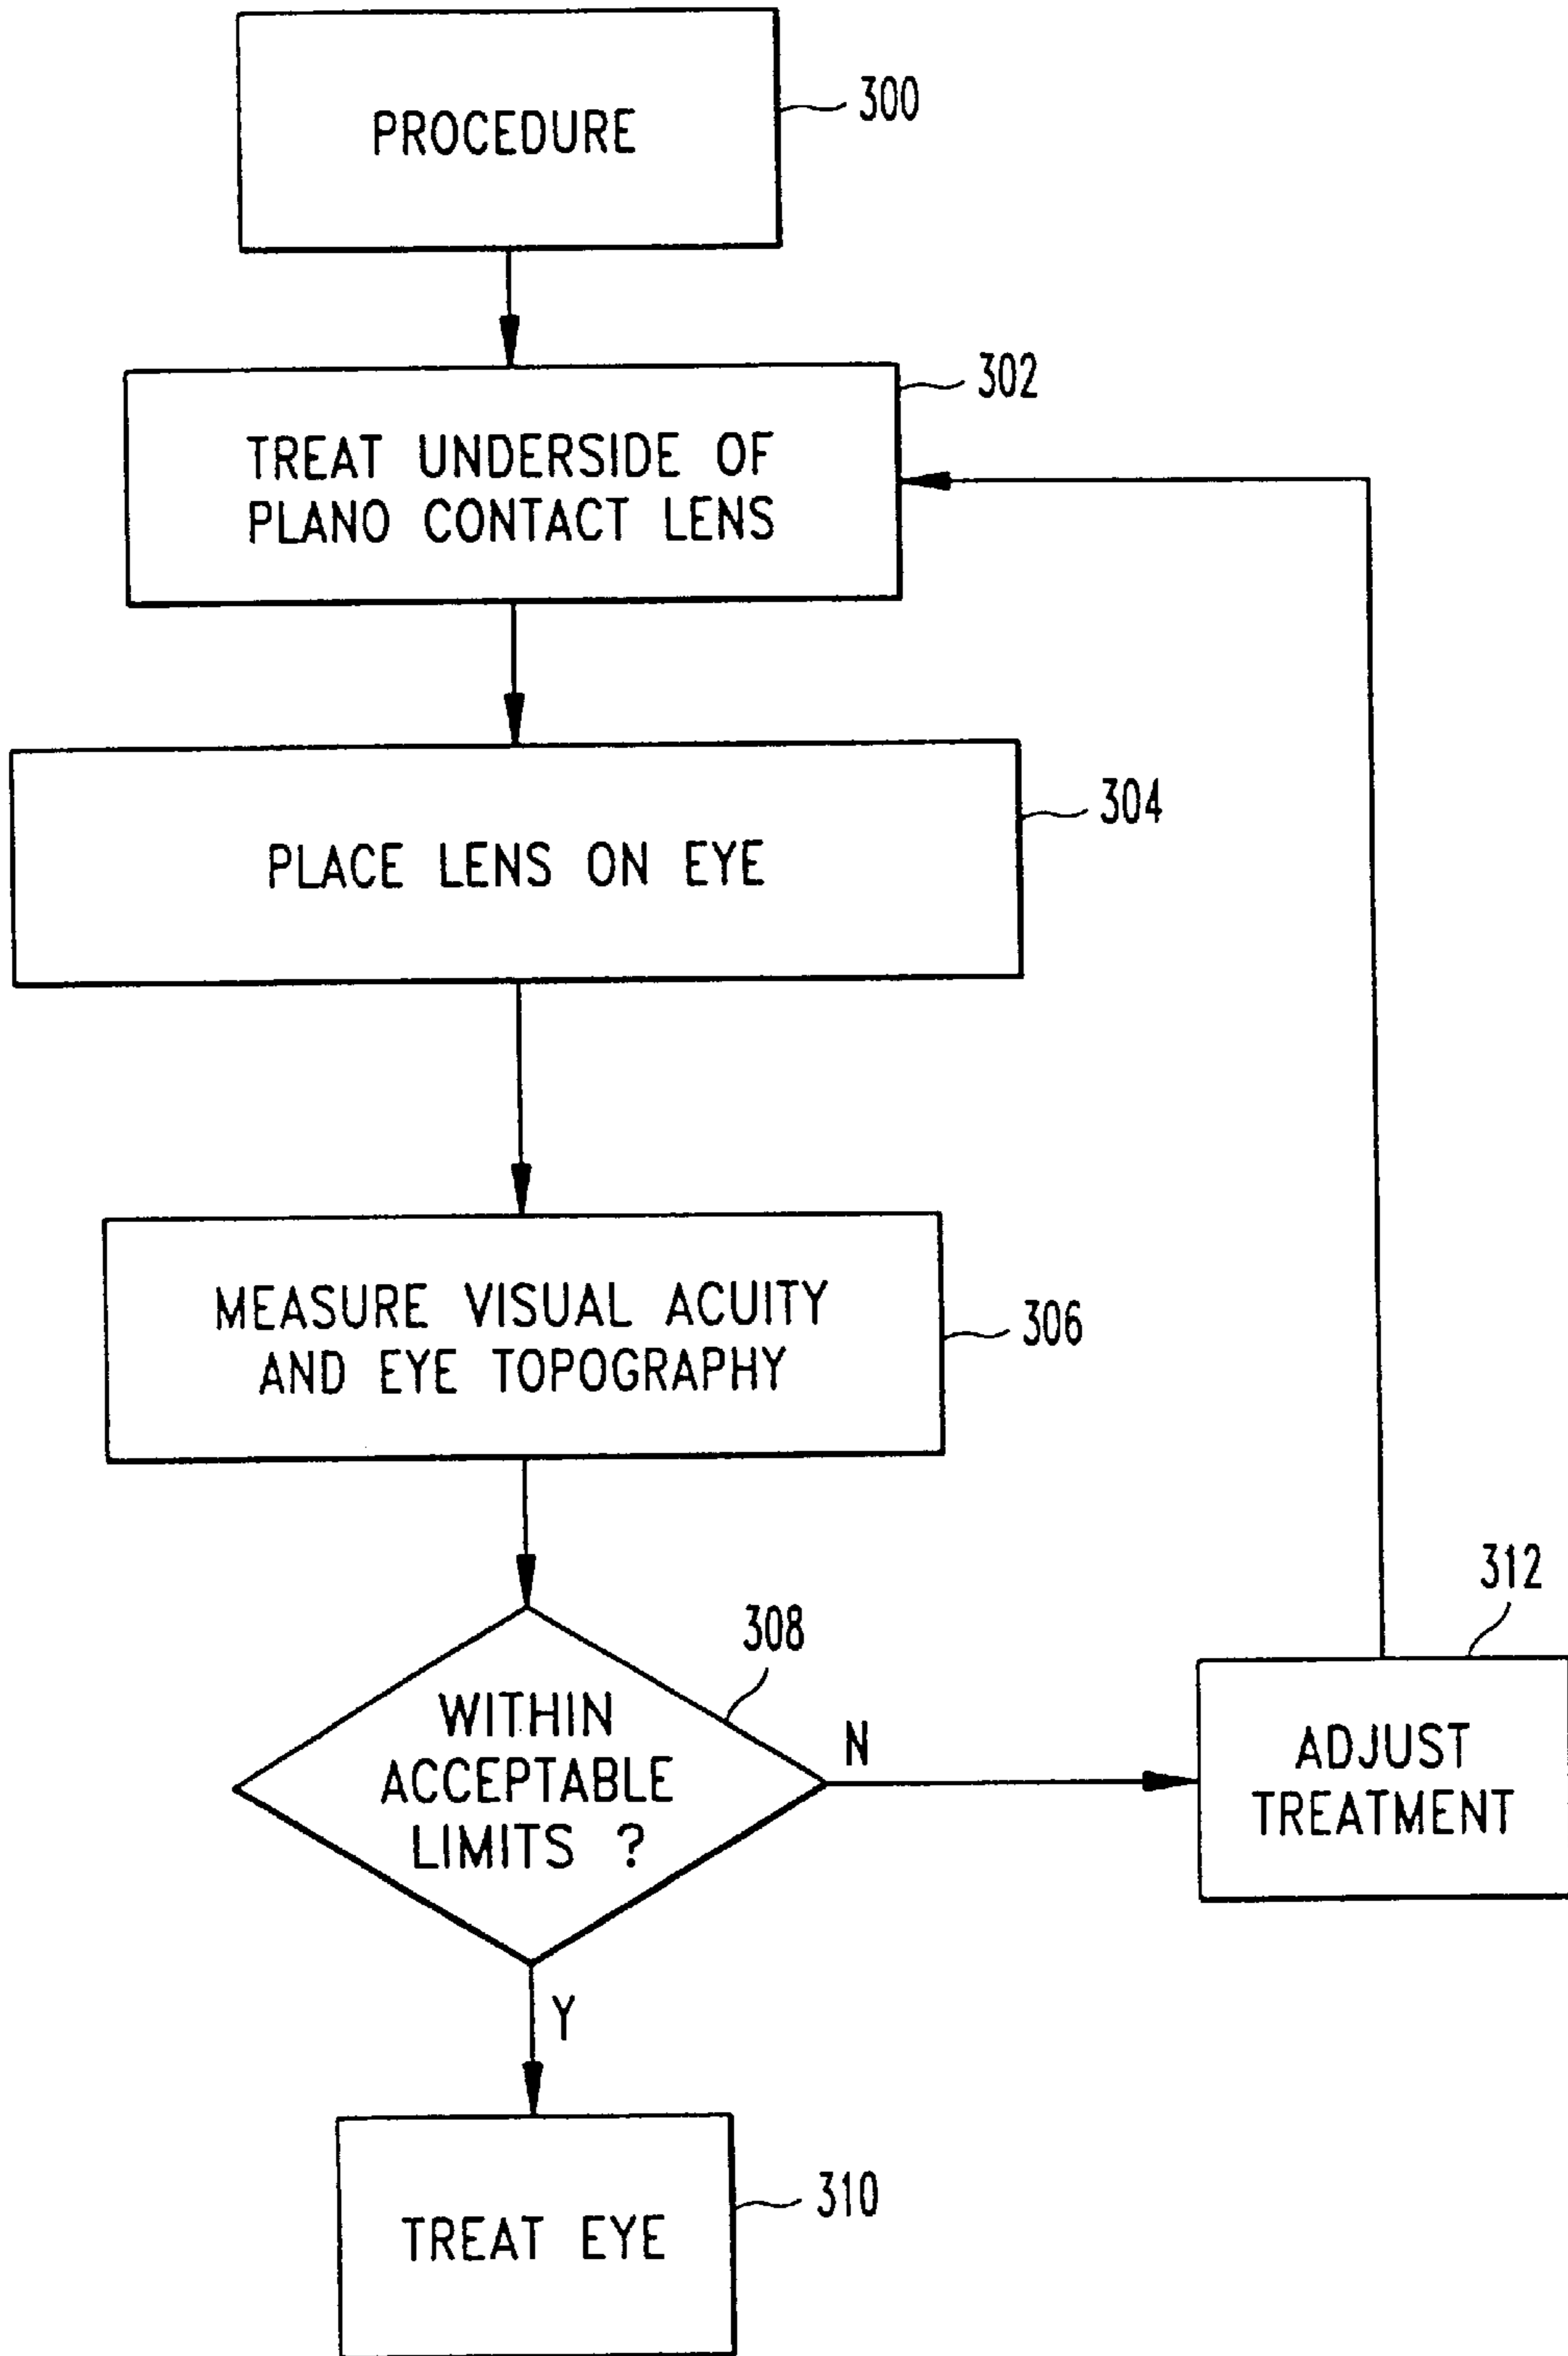 PROCEDURE
300
302
TREAT UNDERSIDE OF
PLANO CONTACT LENS
304
PLACE LENS ON EYE
MEASURE VISUAL ACUITY
AND EYE TOPOGRAPHY
306
308
WITHIN
ACCEPTABLE
LIMITS ?
N
312
ADJUST
TREATMENT
Y
310
TREAT EYE